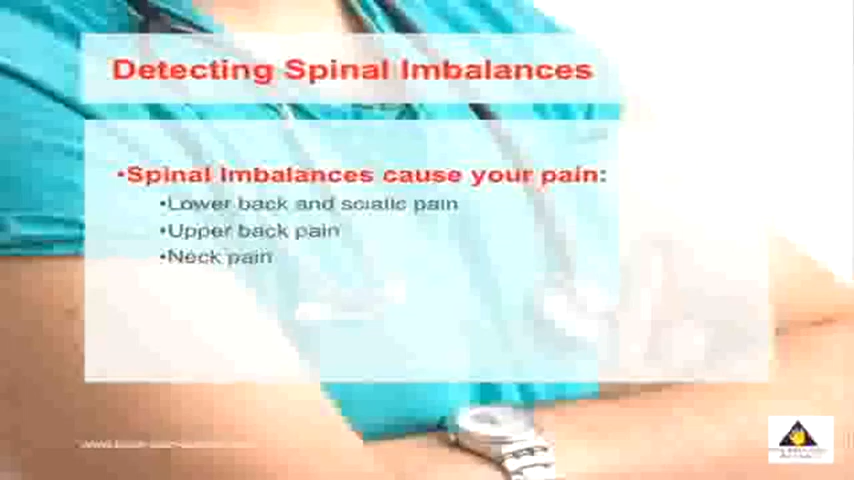 Detecting Spinal Imbalances
•Spinal Imbalances cause your pain:
•Lower back and sciatic pain
•Upper back pain
•Neck pain